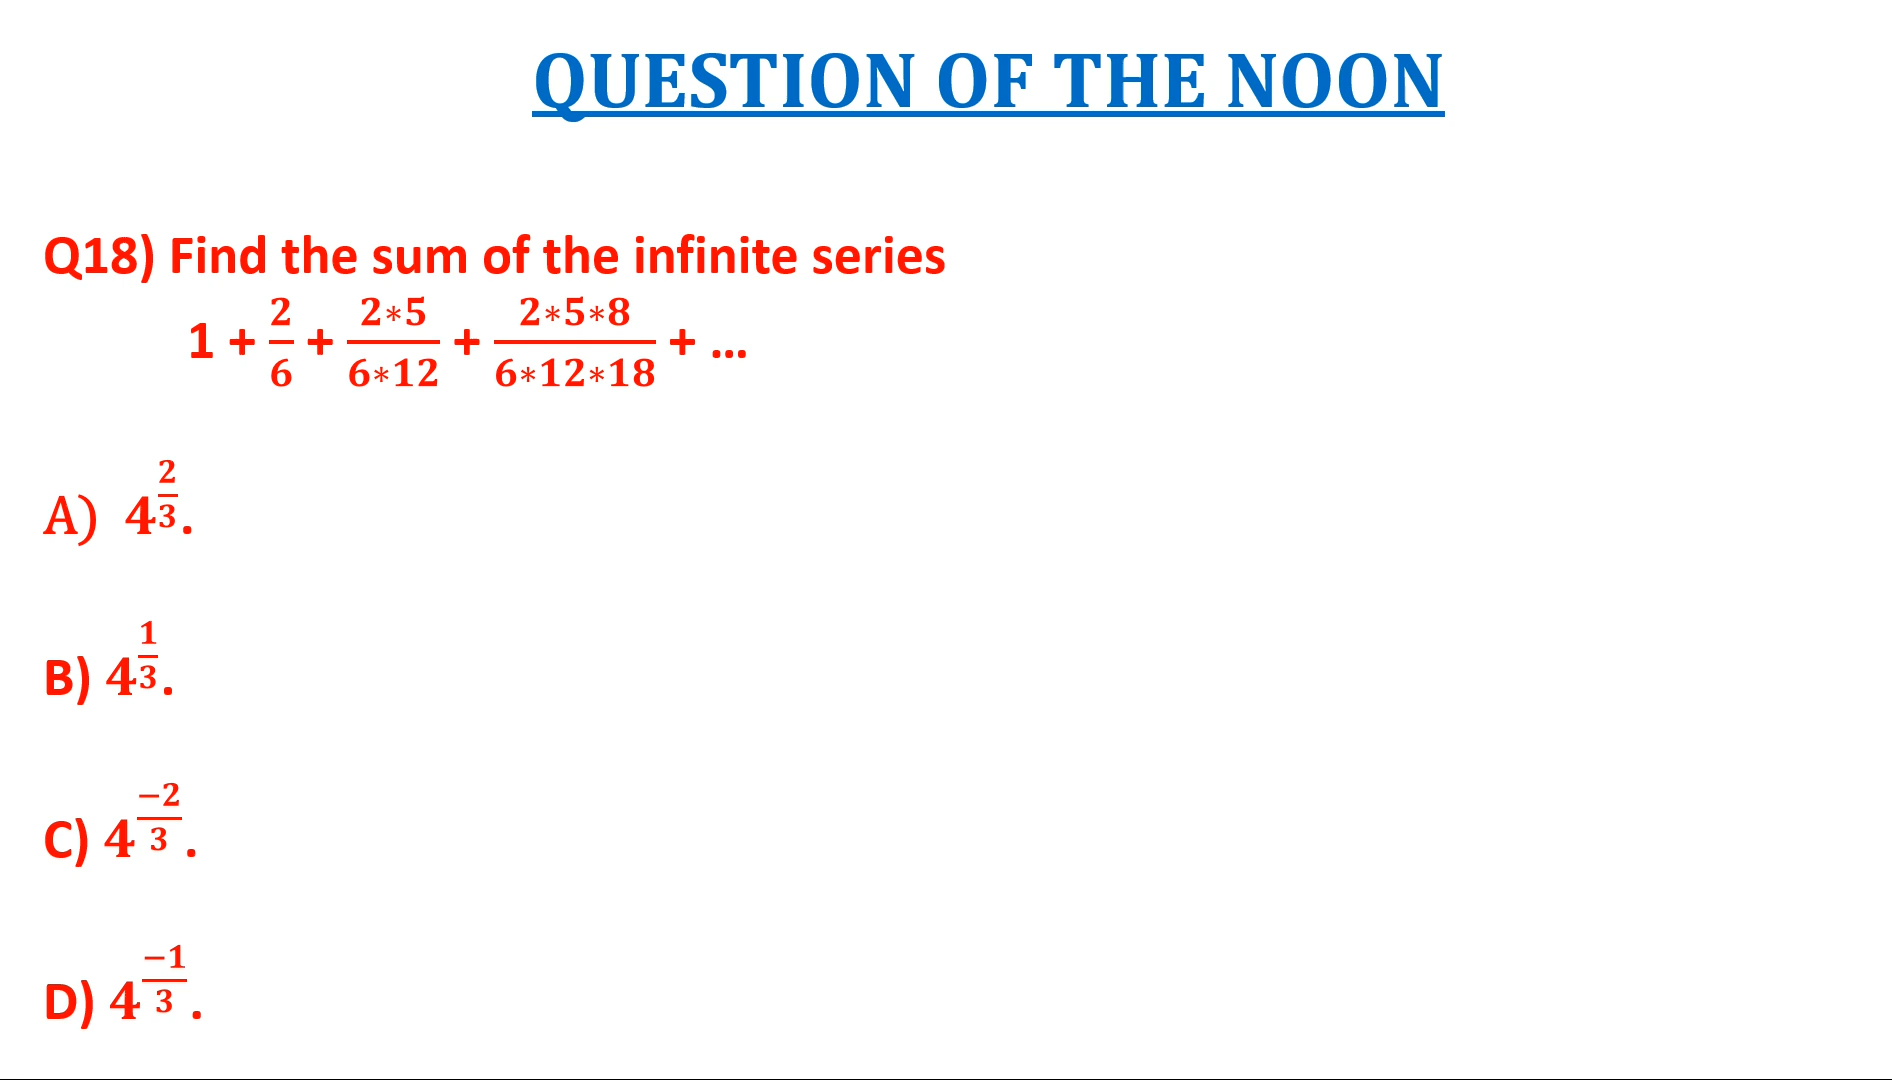 QUESTION OF THE NOON
Q18) Find the sum of the infinite series
1 + 2/6 + 2*5/6*12 + 2*5*8/6*12*18 + ...
A) 4^(2/3).
B) 4^(1/3).
C) 4^(−2/3).
D) 4^(−1/3).